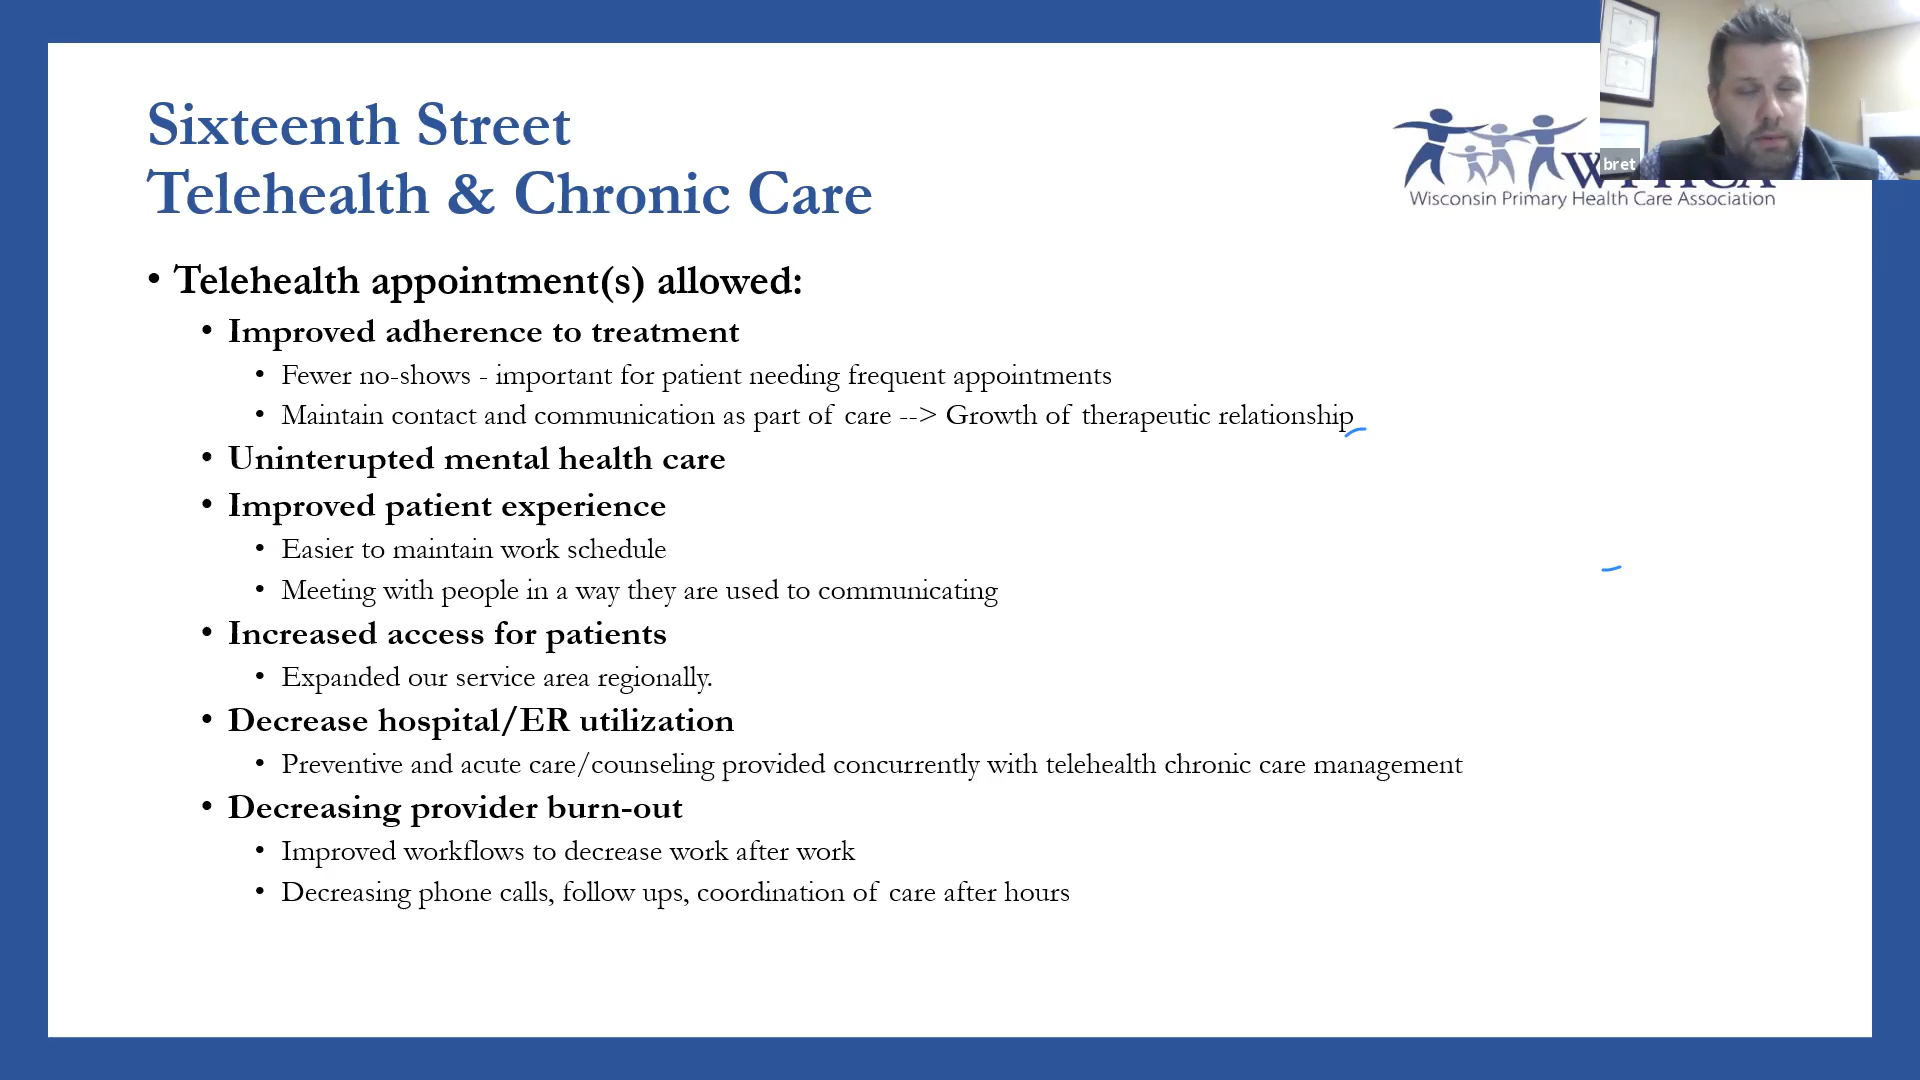 Sixteenth Street
Telehealth & Chronic Care
bret
Wisconsin Primary Health Care Association
• Telehealth appointment(s) allowed:
• Improved adherence to treatment
• Fewer no-shows - important for patient needing frequent appointments
• Maintain contact and communication as part of care --> Growth of therapeutic relationship
• Uninterupted mental health care
• Improved patient experience
• Easier to maintain work schedule
• Meeting with people in a way they are used to communicating
• Increased access for patients
• Expanded our service area regionally.
• Decrease hospital/ER utilization
• Preventive and acute care/counseling provided concurrently with telehealth chronic care management
• Decreasing provider burn-out
• Improved workflows to decrease work after work
• Decreasing phone calls, follow ups, coordination of care after hours